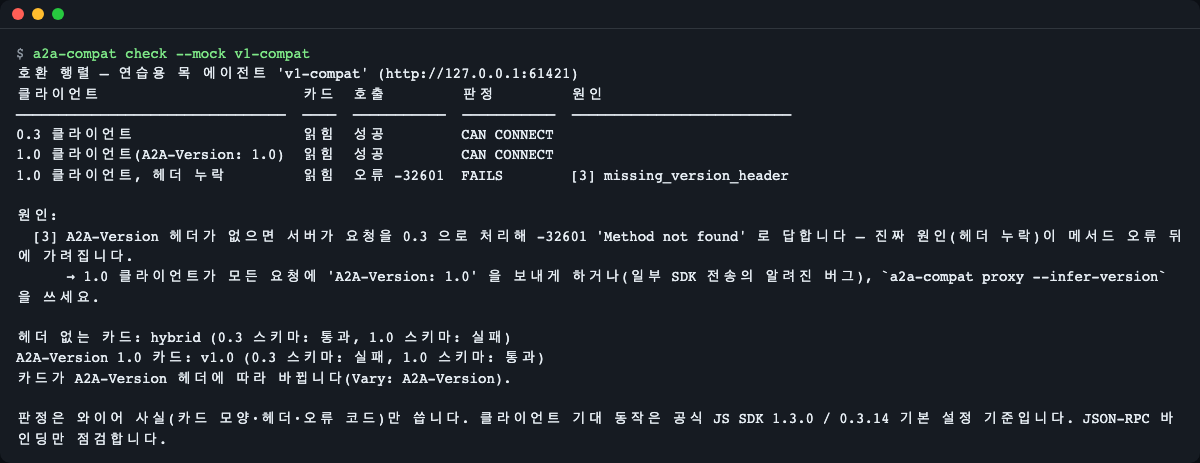 $ a2a-compat check --mock v1-compat
호환 행렬 — 연습용 목 에이전트 'v1-compat' (http://127.0.0.1:61421)
클라이언트 카드 호출 판정 원인
0.3 클라이언트 읽힘 성공 CAN CONNECT
1.0 클라이언트(A2A-Version: 1.0) 읽힘 성공 CAN CONNECT
1.0 클라이언트, 헤더 누락 읽힘 오류 -32601 FAILS [3] missing_version_header
원인:
[3] A2A-Version 헤더가 없으면 서버가 요청을 0.3 으로 처리해 -32601 'Method not found' 로 답합니다 — 진짜 원인(헤더 누락)이 메서드 오류 뒤
에 가려집니다.
→ 1.0 클라이언트가 모든 요청에 'A2A-Version: 1.0' 을 보내게 하거나(일부 SDK 전송의 알려진 버그), `a2a-compat proxy --infer-version`
을 쓰세요.
헤더 없는 카드: hybrid (0.3 스키마: 통과, 1.0 스키마: 실패)
A2A-Version 1.0 카드: v1.0 (0.3 스키마: 실패, 1.0 스키마: 통과)
카드가 A2A-Version 헤더에 따라 바뀝니다(Vary: A2A-Version).
판정은 와이어 사실(카드 모양·헤더·오류 코드)만 씁니다. 클라이언트 기대 동작은 공식 JS SDK 1.3.0 / 0.3.14 기본 설정 기준입니다. JSON-RPC 바
인딩만 점검합니다.